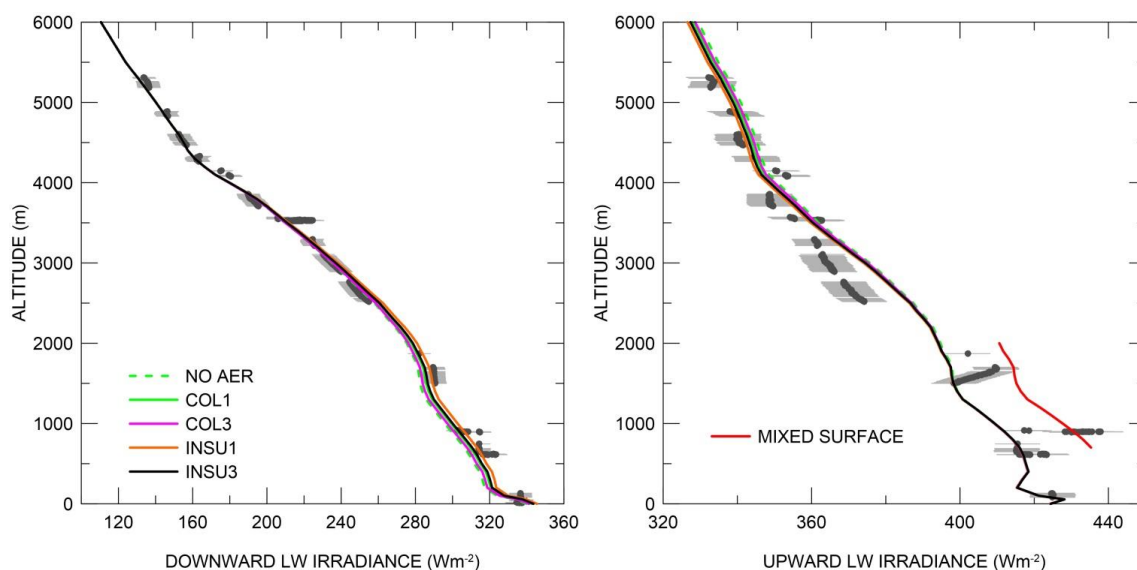 6000
5000
4000
3000
2000
1000
0
ALTITUDE (m)
NO AER
COL1
COL3
INSU1
INSU3
120 160 200 240 280 320 360
DOWNWARD LW IRRADIANCE (Wm-2)
6000
5000
4000
3000
2000
1000
0
ALTITUDE (m)
MIXED SURFACE
320 360 400 440
UPWARD LW IRRADIANCE (Wm-2)